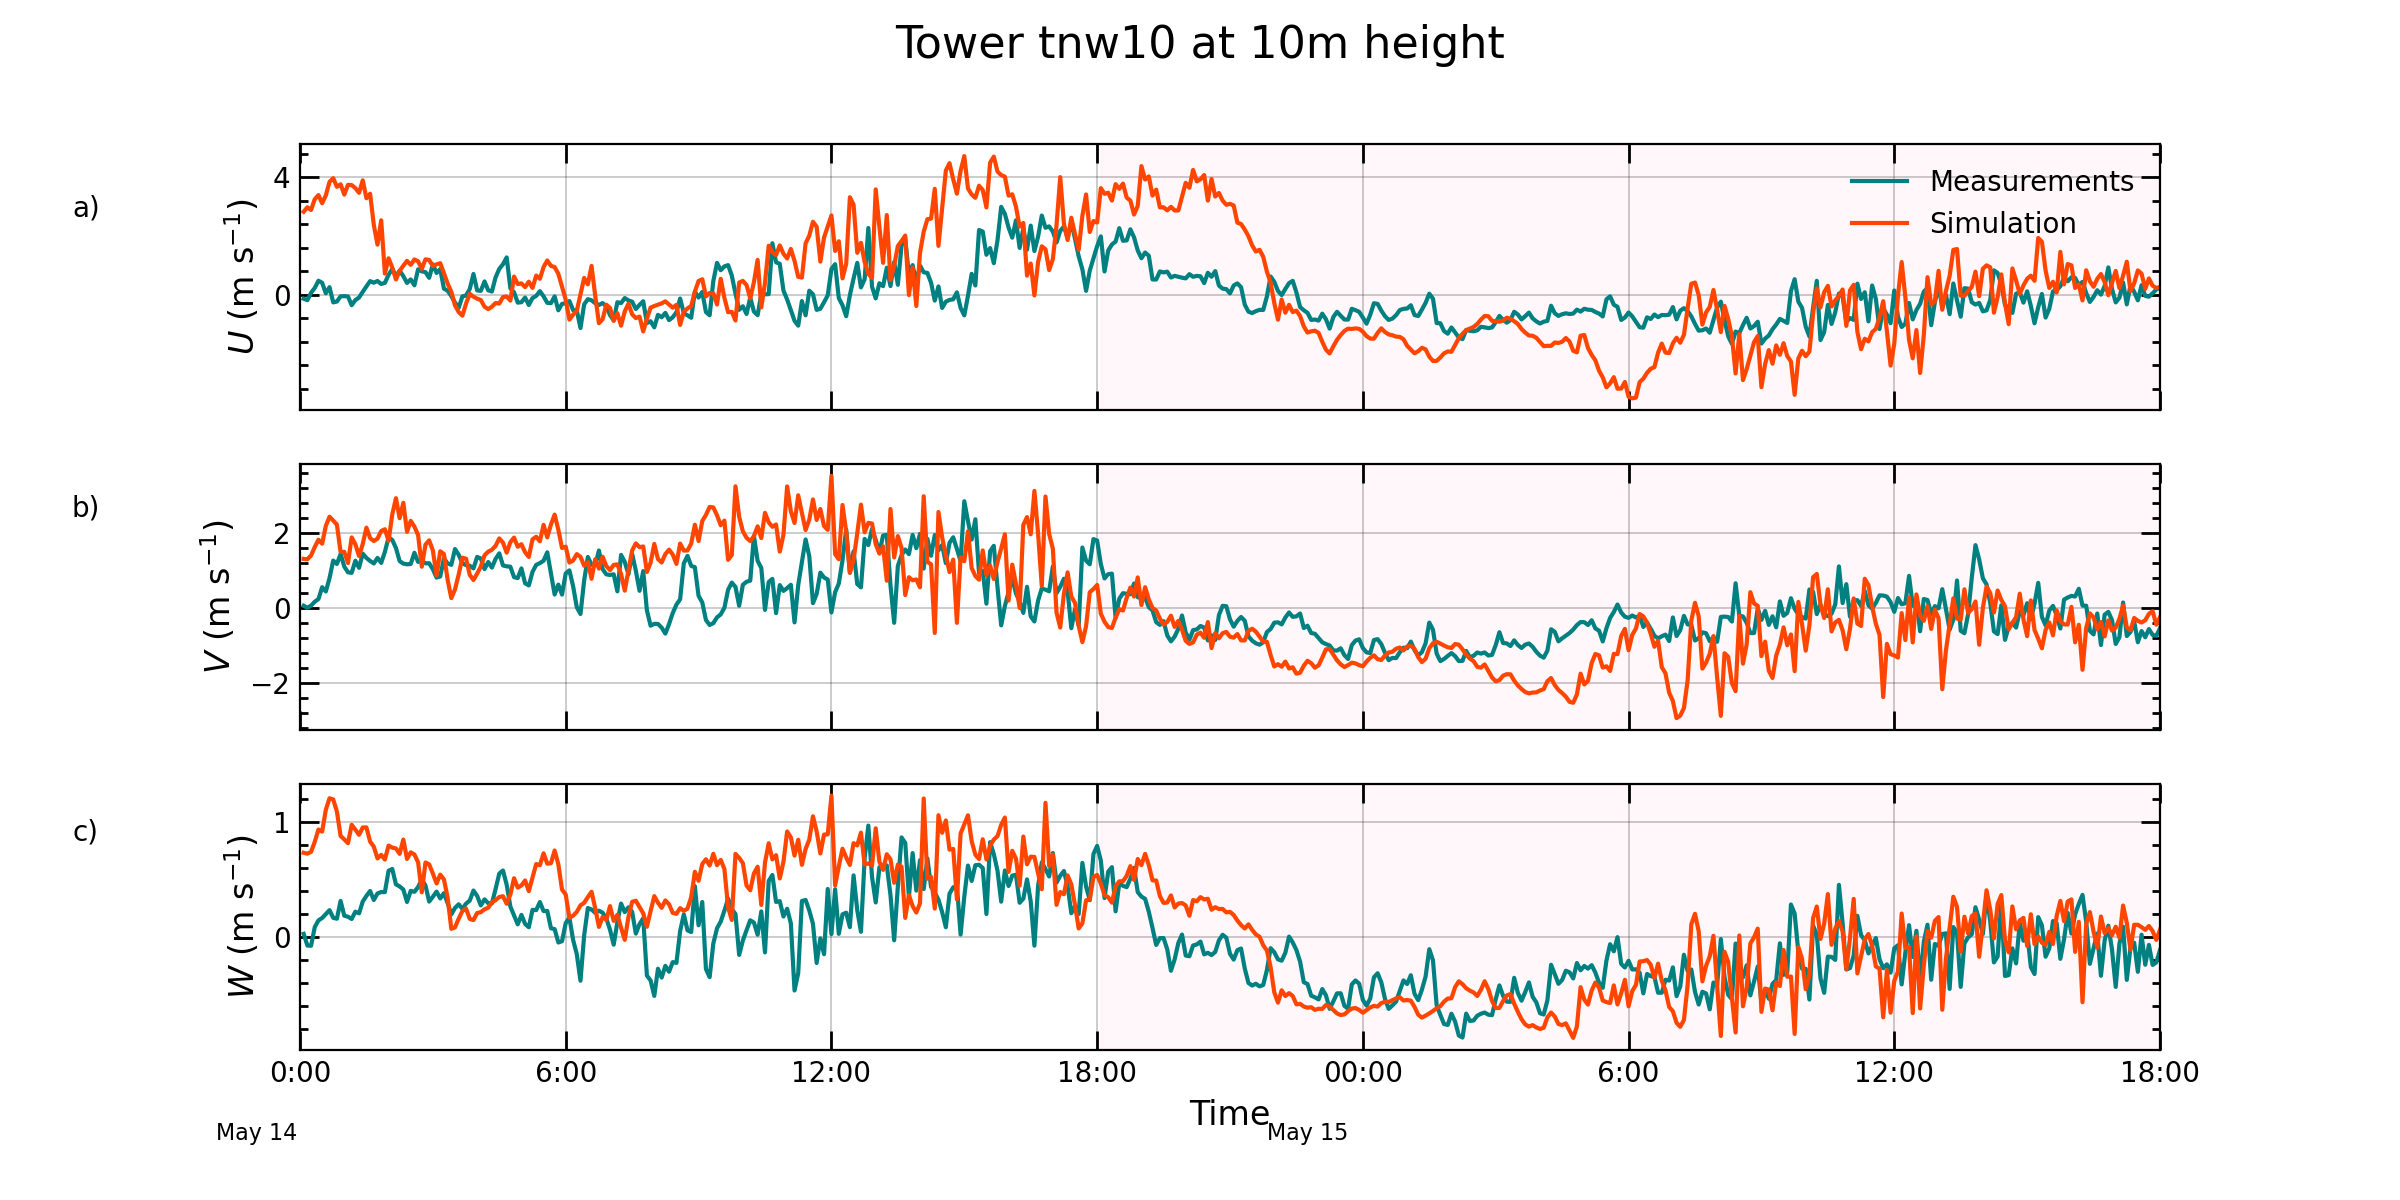 Tower tnw10 at 10m height
a)
U (m s⁻¹)
4
0
Measurements
Simulation
b)
V (m s⁻¹)
2
0
−2
c)
W (m s⁻¹)
1
0
0:00 6:00 12:00 18:00 00:00 6:00 12:00 18:00
Time
May 14 May 15